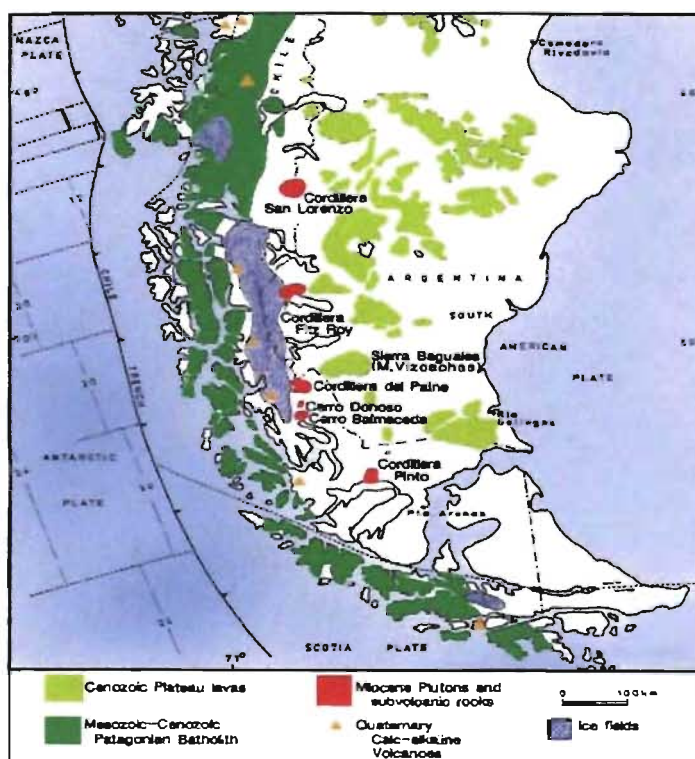 NAZCA
PLATE
CHILE
Comodoro
Rivadavia
Cordillera
San Lorenzo
ARGENTINA
CHILE
TRENCH
Cordillera
Fitz Roy
SOUTH
AMERICAN
PLATE
Sierra Baguales
(M. Vizcachas)
Cordillera del Paine
Cerro Donoso
Cerro Balmaceda
Rio
Gallegos
ANTARCTIC
PLATE
Cordillera
Pinto
Pta Arenas
SCOTIA PLATE
71°
Cenozoic Plateau lavas
Mesozoic-Cenozoic
Patagonian Batholith
Miocene Plutons and
subvolcanic rocks
Quaternary
Calc-alkaline
Volcanoes
0 100km
Ice fields